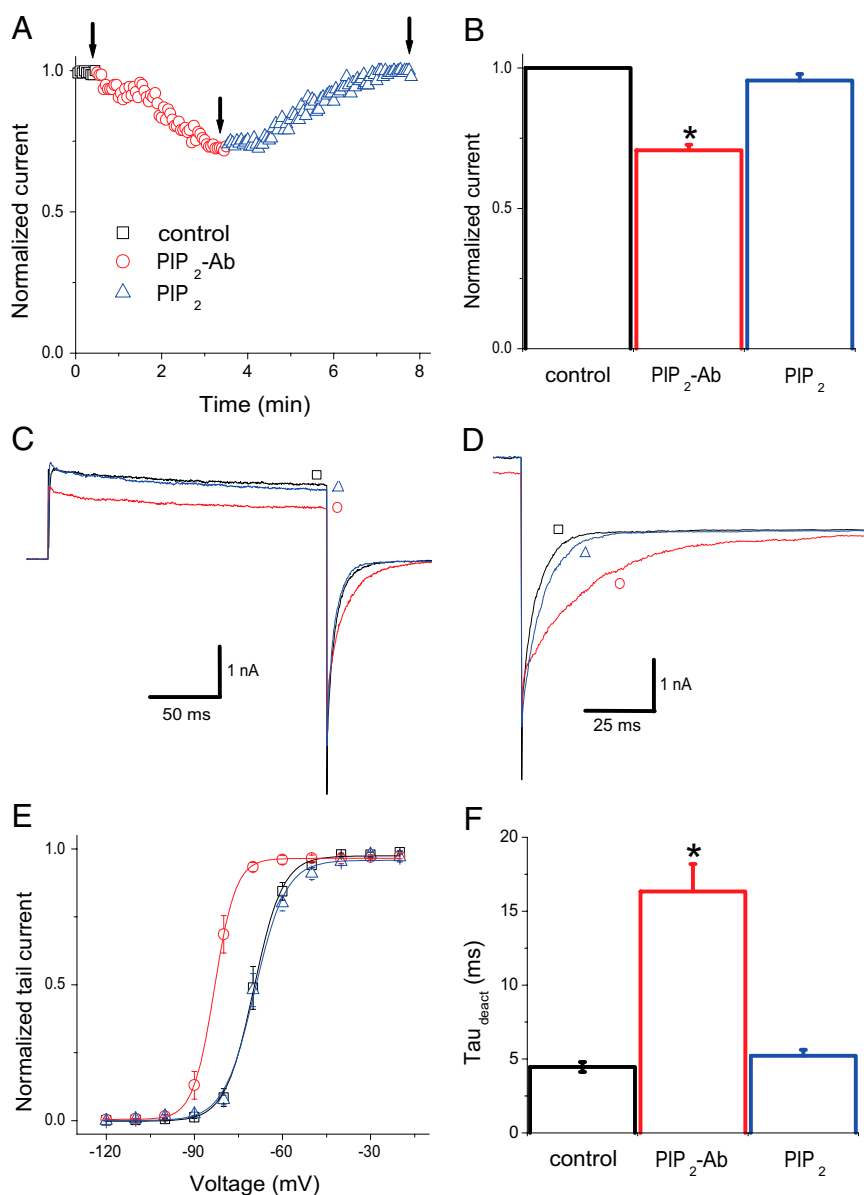 A
1.0
0.5
0.0
Normalized current
control
PIP2-Ab
PIP2
0 2 4 6 8
Time (min)
B
1.0
0.5
0.0
Normalized current
*
control PIP2-Ab PIP2
C
1 nA
50 ms
D
1 nA
25 ms
E
1.0
0.5
0.0
Normalized tail current
-120 -90 -60 -30
Voltage (mV)
F
20
15
10
5
0
Tau deact (ms)
*
control PIP2-Ab PIP2